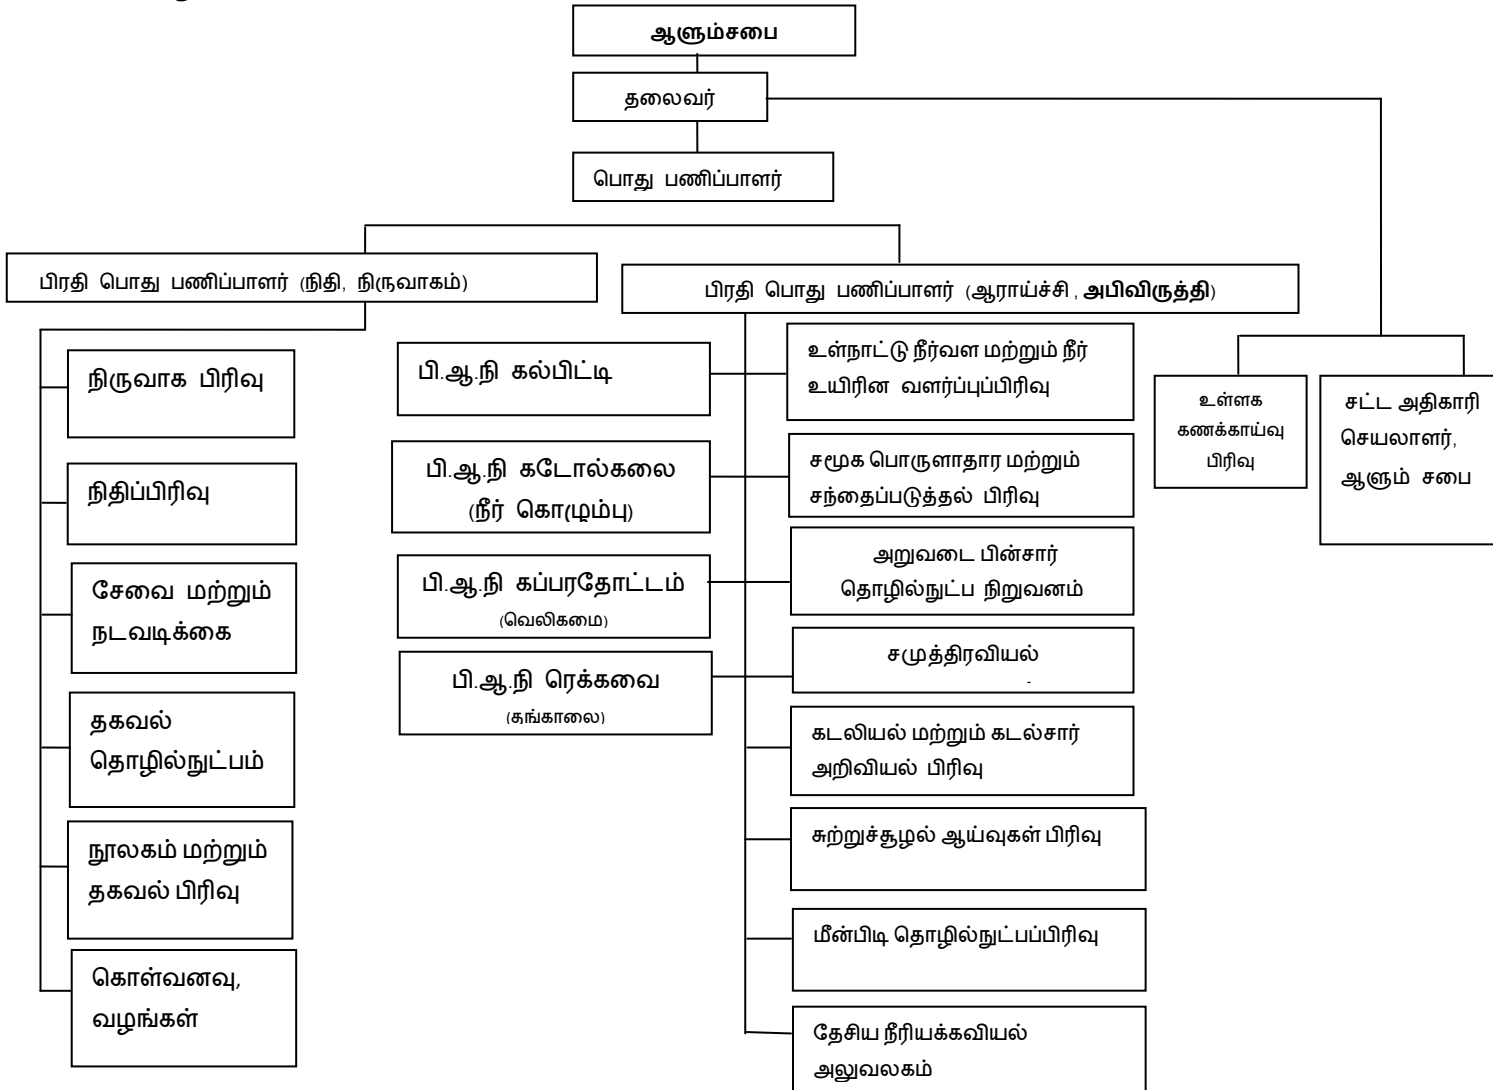 ஆளும்சபை
தலைவர்
பொது பணிப்பாளர்
பிரதி பொது பணிப்பாளர் (நிதி, நிருவாகம்)
பிரதி பொது பணிப்பாளர் (ஆராய்ச்சி , அபிவிருத்தி)
நிருவாக பிரிவு
நிதிப்பிரிவு
சேவை மற்றும்
நடவடிக்கை
தகவல்
தொழில்நுட்பம்
நூலகம் மற்றும்
தகவல் பிரிவு
கொள்வனவு,
வழங்கள்
பி.ஆ.நி கல்பிட்டி
பி.ஆ.நி கடோல்கலை
(நீர் கொழும்பு)
பி.ஆ.நி கப்பரதோட்டம்
(வெலிகமை)
பி.ஆ.நி ரெக்கவை
(தங்காலை)
உள்நாட்டு நீர்வள மற்றும் நீர்
உயிரின வளர்ப்புப்பிரிவு
சமூக பொருளாதார மற்றும்
சந்தைப்படுத்தல் பிரிவு
அறுவடை பின்சார்
தொழில்நுட்ப நிறுவனம்
சமுத்திரவியல்
கடலியல் மற்றும் கடல்சார்
அறிவியல் பிரிவு
சுற்றுச்சூழல் ஆய்வுகள் பிரிவு
மீன்பிடி தொழில்நுட்பப்பிரிவு
தேசிய நீரியக்கவியல்
அலுவலகம்
உள்ளக
கணக்காய்வு
பிரிவு
சட்ட அதிகாரி
செயலாளர்,
ஆளும் சபை